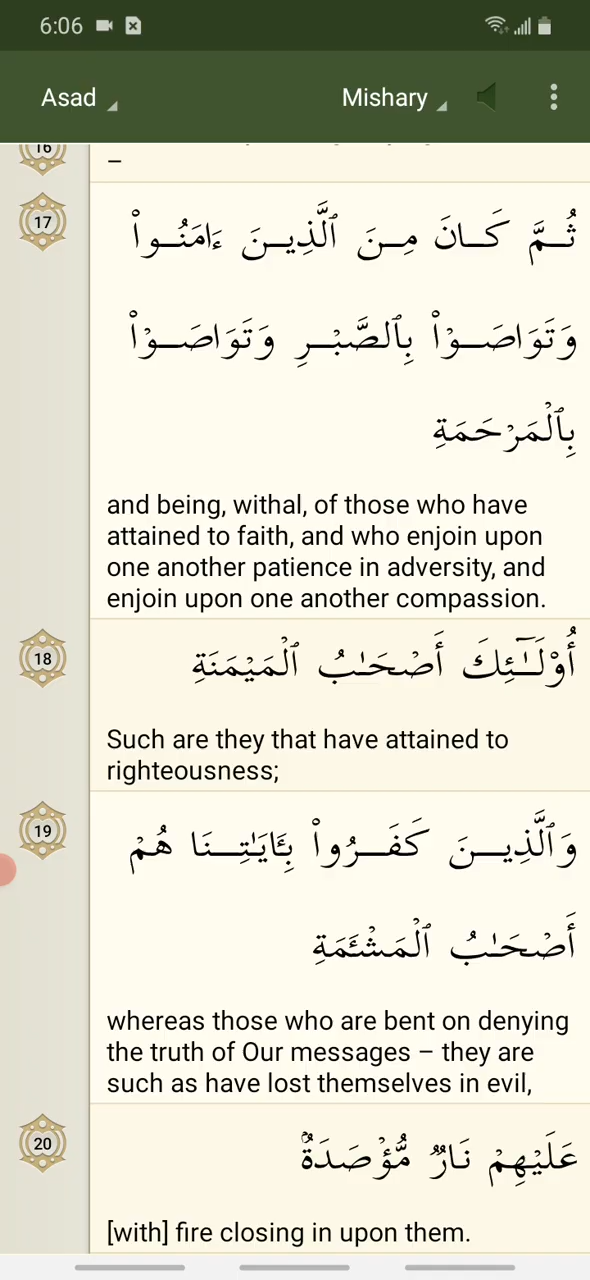 6:06
Asad Mishary
16
–
17
ثُمَّ كَانَ مِنَ ٱلَّذِينَ ءَامَنُوا۟
وَتَوَاصَوْا۟ بِٱلصَّبْرِ وَتَوَاصَوْا۟
بِٱلْمَرْحَمَةِ
and being, withal, of those who have
attained to faith, and who enjoin upon
one another patience in adversity, and
enjoin upon one another compassion.
18
أُو۟لَـٰٓئِكَ أَصْحَـٰبُ ٱلْمَيْمَنَةِ
Such are they that have attained to
righteousness;
19
وَٱلَّذِينَ كَفَرُوا۟ بِـَٔايَـٰتِنَا هُمْ
أَصْحَـٰبُ ٱلْمَشْـَٔمَةِ
whereas those who are bent on denying
the truth of Our messages – they are
such as have lost themselves in evil,
20
عَلَيْهِمْ نَارٌ مُّؤْصَدَةٌۢ
[with] fire closing in upon them.